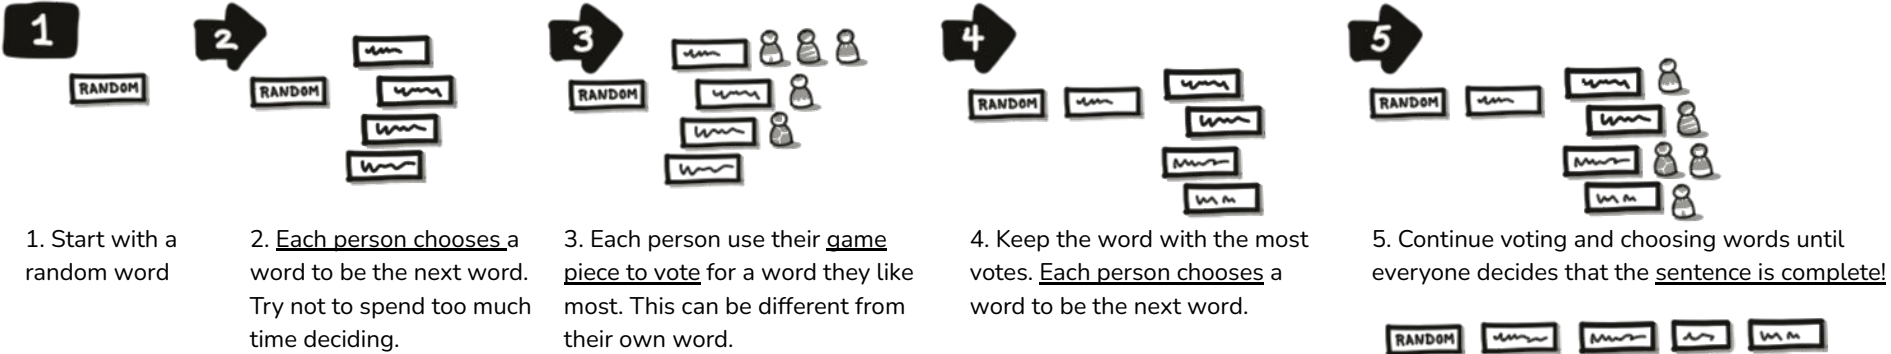 1
2
3
4
5
RANDOM
RANDOM
RANDOM
RANDOM
RANDOM
1. Start with a
random word
2. Each person chooses a
word to be the next word.
Try not to spend too much
time deciding.
3. Each person use their game
piece to vote for a word they like
most. This can be different from
their own word.
4. Keep the word with the most
votes. Each person chooses a
word to be the next word.
5. Continue voting and choosing words until
everyone decides that the sentence is complete!
RANDOM